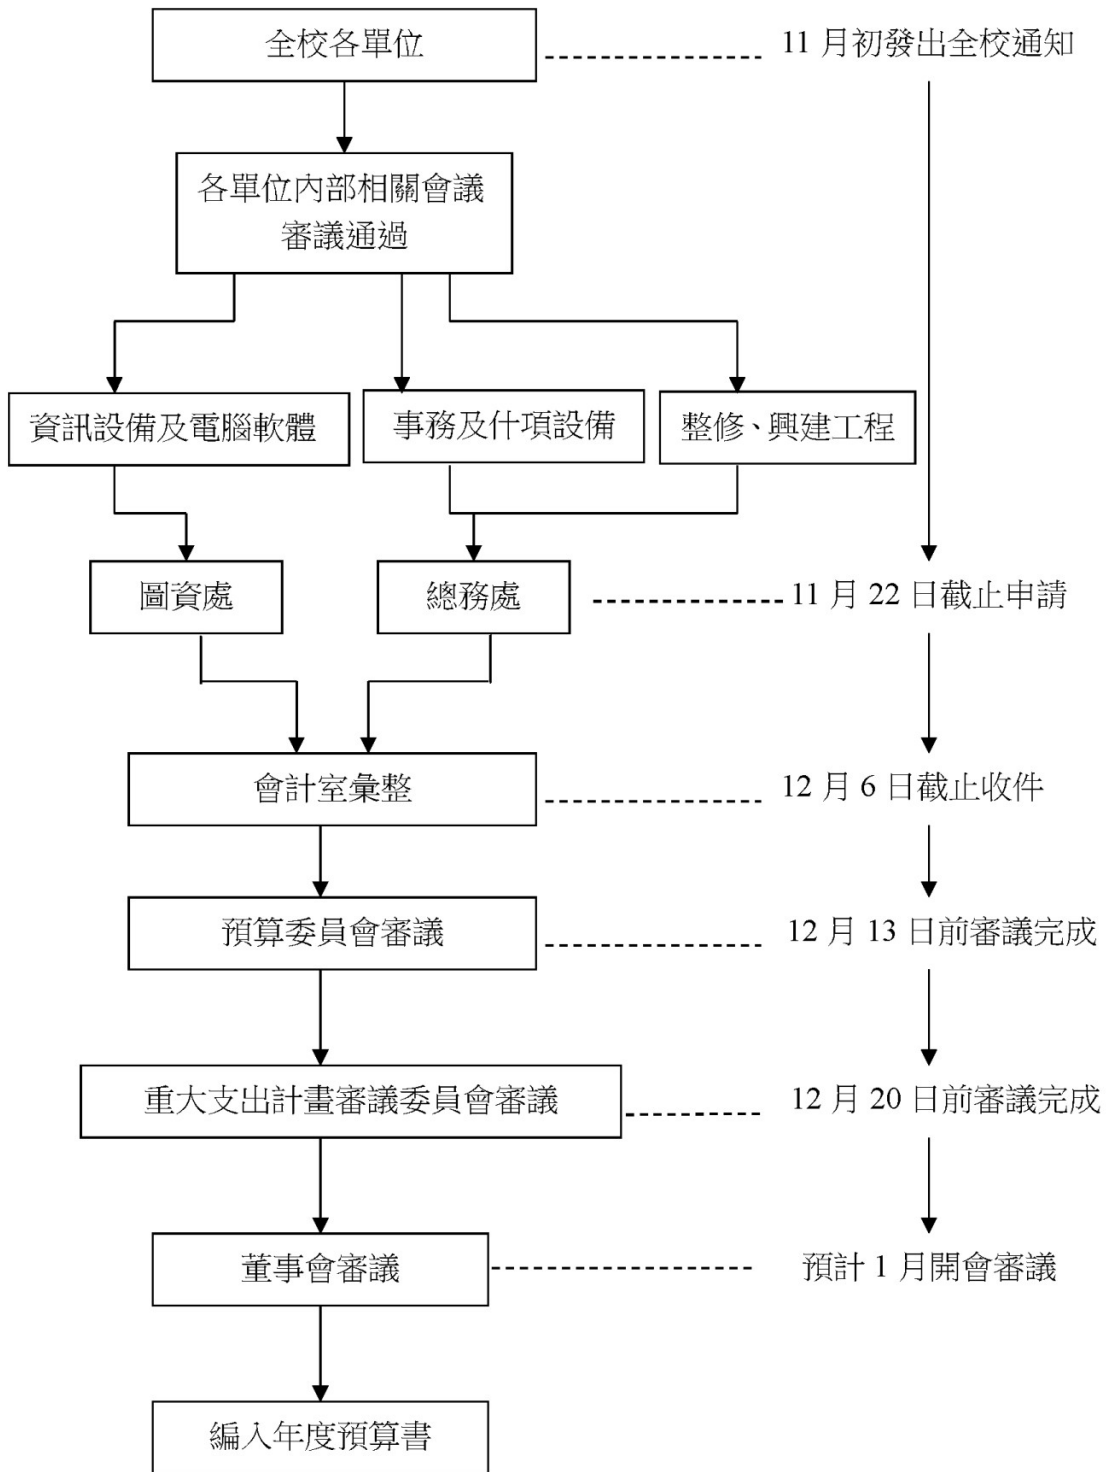 全校各單位
11 月初發出全校通知
各單位內部相關會議
審議通過
資訊設備及電腦軟體
事務及什項設備
整修、興建工程
圖資處
總務處
11 月 22 日截止申請
會計室彙整
12 月 6 日截止收件
預算委員會審議
12 月 13 日前審議完成
重大支出計畫審議委員會審議
12 月 20 日前審議完成
董事會審議
預計 1 月開會審議
編入年度預算書